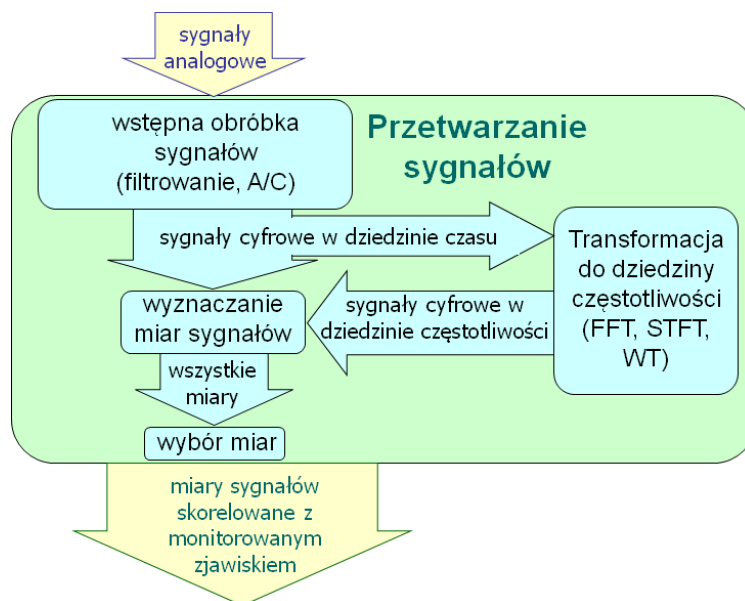 sygnały
analogowe
wstępna obróbka
sygnałów
(filtrowanie, A/C)
Przetwarzanie
sygnałów
sygnały cyfrowe w dziedzinie czasu
Transformacja
do dziedziny
częstotliwości
(FFT, STFT,
WT)
wyznaczanie
miar sygnałów
sygnały cyfrowe w
dziedzinie częstotliwości
wszystkie
miary
wybór miar
miary sygnałów
skorelowane z
monitorowanym
zjawiskiem